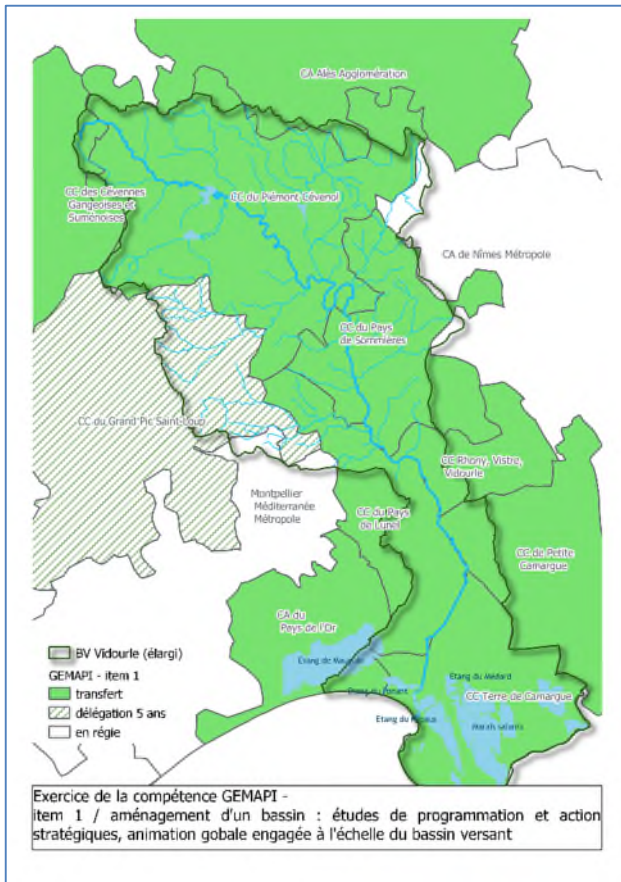 CA Alès Agglomération
CC des Cévennes
Gangeoises et
Suménoises
CC du Piémont Cévenol
CA de Nîmes Métropole
CC du Pays
de Sommières
CC du Grand Pic Saint-Loup
CC Rhony, Vistre,
Vidourle
Montpellier
Méditerranée
Métropole
CC du Pays
de Lunel
CC de Petite
Camargue
CA du
Pays de l'Or
Etang de
Etang du Médard
CC Terre de Camargue
Etang du Ponant
Etang du
Marais salants
BV Vidourle (élargi)
GEMAPI - item 1
transfert
délégation 5 ans
en régie
Exercice de la compétence GEMAPI -
item 1 / aménagement d'un bassin : études de programmation et action
stratégiques, animation gobale engagée à l'échelle du bassin versant